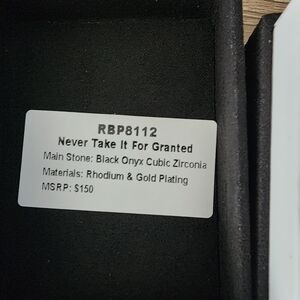 RBP8112
Never Take It For Granted
Main Stone: Black Onyx Cubic Zirconia
Materials: Rhodium & Gold Plating
MSRP: $150